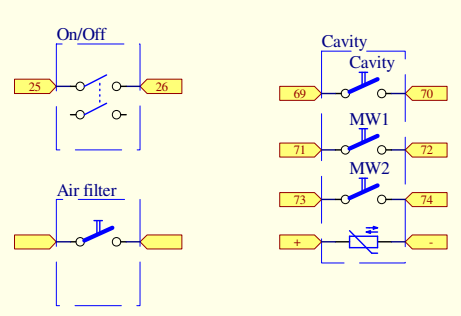 On/Off
25 26
Air filter
Cavity
Cavity
69 70
MW1
71 72
MW2
73 74
+ -